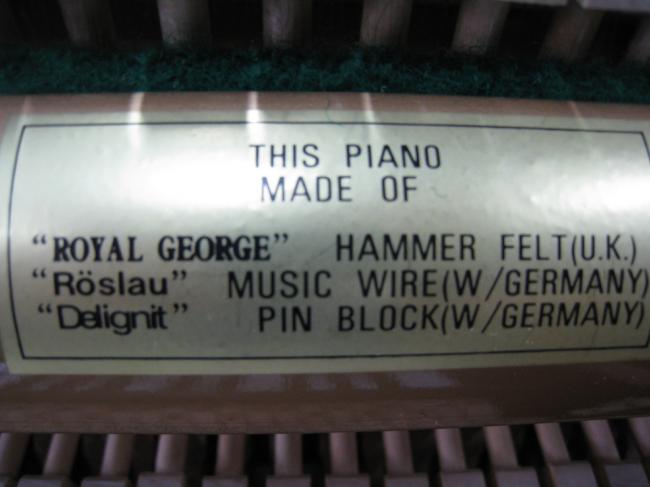 THIS PIANO
MADE OF
"ROYAL GEORGE" HAMMER FELT(U.K.)
"Röslau" MUSIC WIRE(W/GERMANY)
"Delignit" PIN BLOCK(W/GERMANY)